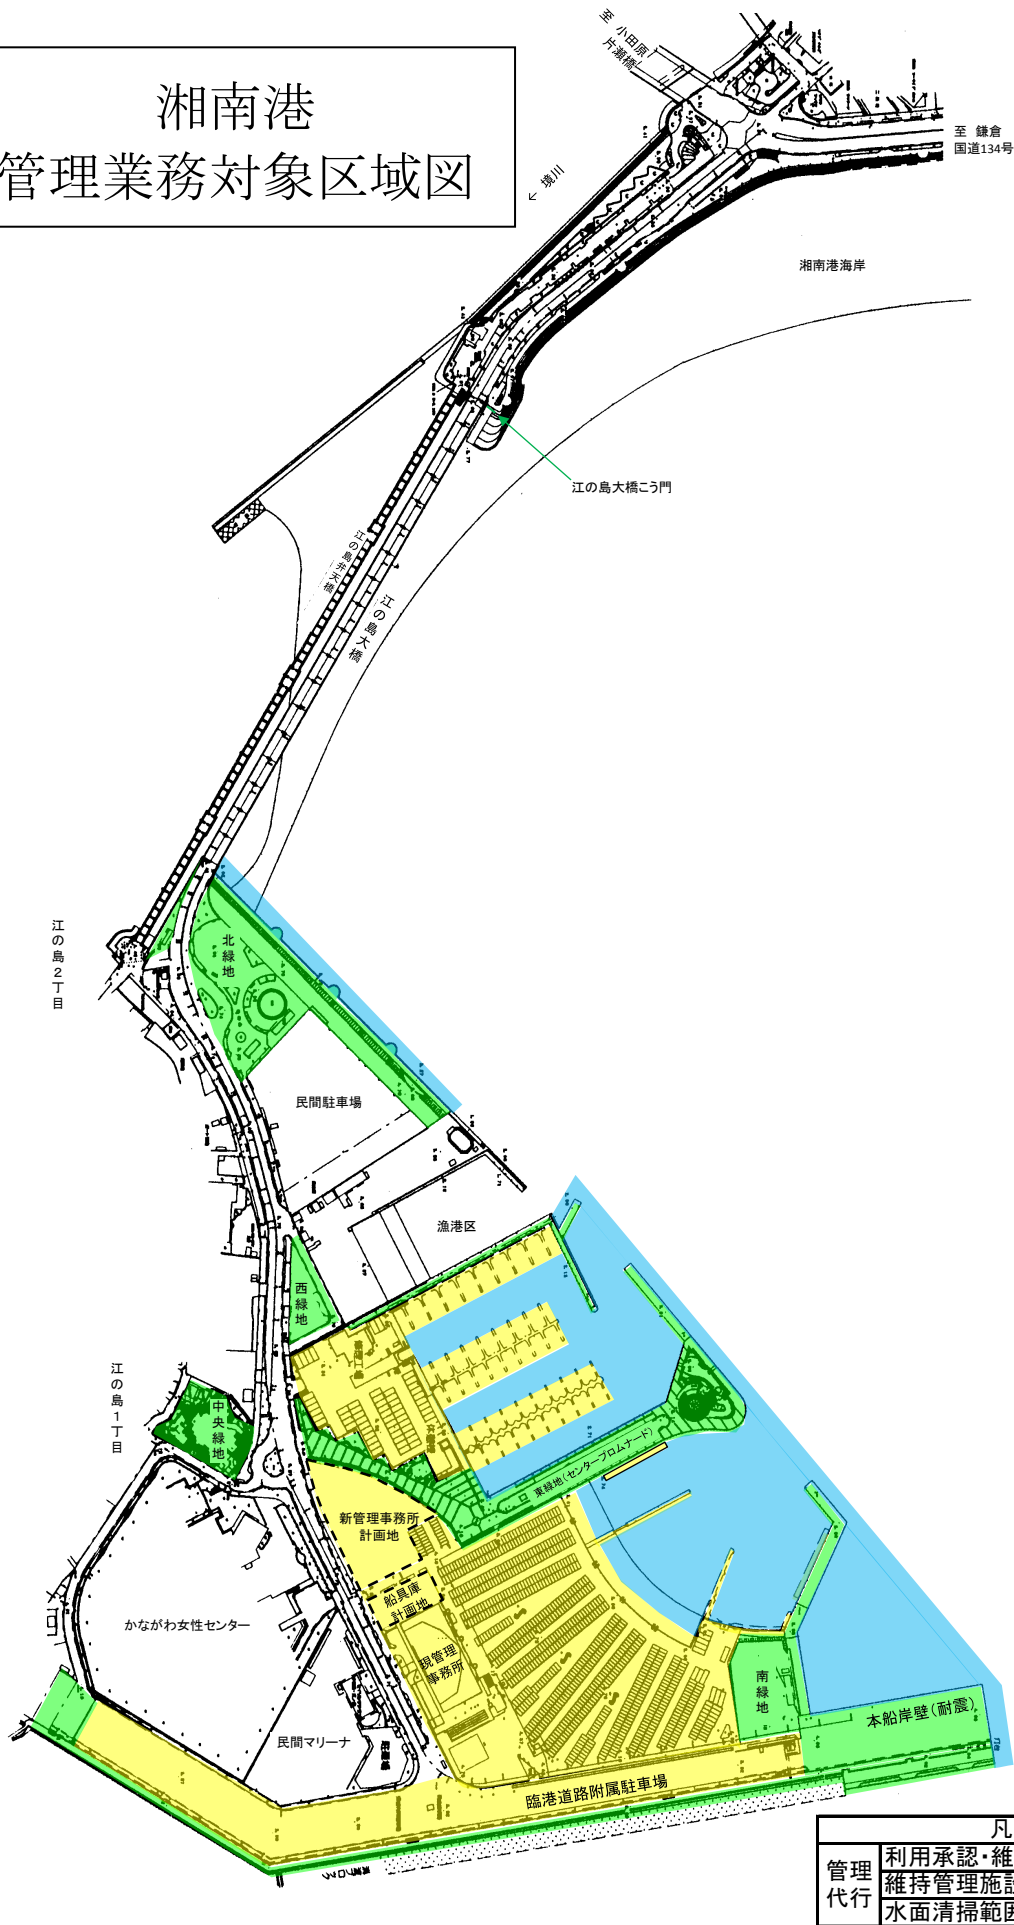 湘南港
管理業務対象区域図
至 小田原
片瀬橋
至 鎌倉
国道134号
← 境川
湘南港海岸
江の島大橋こう門
江の島弁天橋
江の島大橋
江の島2丁目
北緑地
民間駐車場
漁港区
西緑地
江の島1丁目
中央緑地
東緑地(センタープロムナード)
新管理事務所
計画地
船具庫
計画地
かながわ女性センター
現管理
事務所
南緑地
本船岸壁(耐震)
民間マリーナ
臨港道路附属駐車場
凡
管理
代行
利用承認・維
維持管理施設
水面清掃範囲